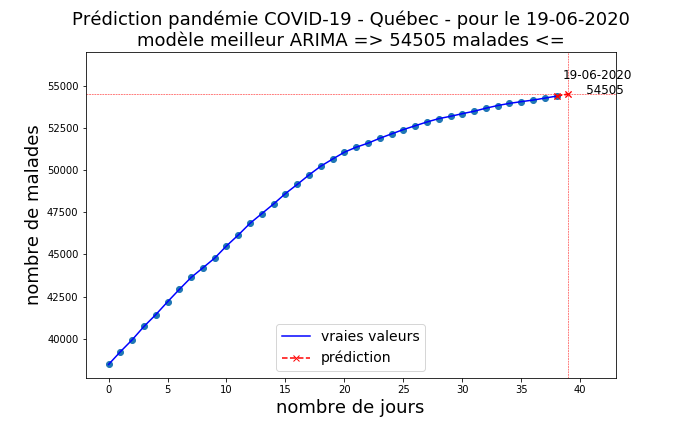 Prédiction pandémie COVID-19 - Québec - pour le 19-06-2020
modèle meilleur ARIMA => 54505 malades <=
19-06-2020
54505
nombre de malades
55000
52500
50000
47500
45000
42500
40000
vraies valeurs
prédiction
0 5 10 15 20 25 30 35 40
nombre de jours